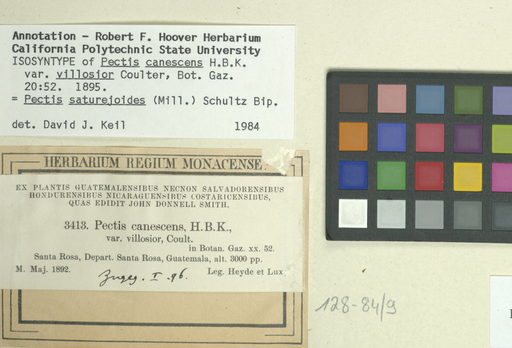 Annotation – Robert F. Hoover Herbarium
California Polytechnic State University
ISOSYNTYPE of Pectis canescens H.B.K.
var. villosior Coulter, Bot. Gaz.
20:52. 1895.
= Pectis saturejoides (Mill.) Schultz Bip.
det. David J. Keil 1984
HERBARIUM REGIUM MONACENSE.
EX PLANTIS GUATEMALENSIBUS NECNON SALVADORENSIBUS
HONDURENSIBUS NICARAGUENSIBUS COSTARICENSIBUS,
QUAS EDIDIT JOHN DONNELL SMITH.
3413. Pectis canescens, H.B.K.,
var. villosior, Coult.
in Botan. Gaz. xx. 52.
Santa Rosa, Depart. Santa Rosa, Guatemala, alt. 3000 pp.
M. Maj. 1892. Leg. Heyde et Lux
Zugeg. I. 96.
128-84/9